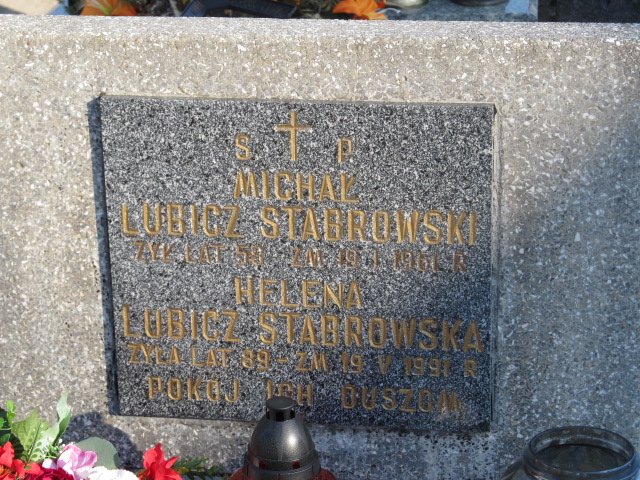 S P
MICHAŁ
LUBICZ STABROWSKI
ŻYŁ LAT 59 ZM 19 I 1961 R
HELENA
LUBICZ STABROWSKA
ŻYŁA LAT 89 - ZM 19 V 1991 R
POKÓJ ICH DUSZOM